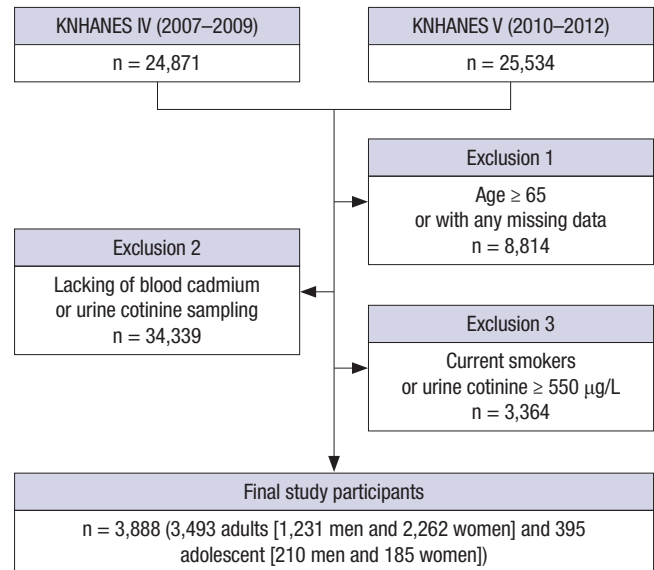 KNHANES IV (2007–2009)
n = 24,871
KNHANES V (2010–2012)
n = 25,534
Exclusion 1
Age ≥ 65
or with any missing data
n = 8,814
Exclusion 2
Lacking of blood cadmium
or urine cotinine sampling
n = 34,339
Exclusion 3
Current smokers
or urine cotinine ≥ 550 μg/L
n = 3,364
Final study participants
n = 3,888 (3,493 adults [1,231 men and 2,262 women] and 395
adolescent [210 men and 185 women])